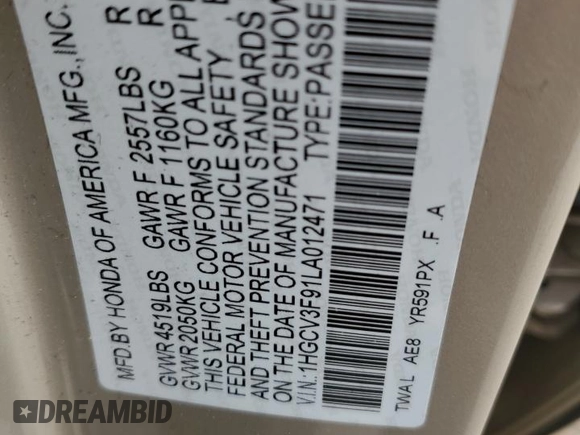 MFD.BY HONDA OF AMERICA MFG.,INC.
GVWR 4519LBS GAWR F 2557LBS R
GVWR 2050KG GAWR F 1160KG R
THIS VEHICLE CONFORMS TO ALL APPL
FEDERAL MOTOR VEHICLE SAFETY
AND THEFT PREVENTION STANDARDS
ON THE DATE OF MANUFACTURE SHOW
V.I.N.:1HGCV3F91LA012471 TYPE:PASSE
TWA L AE8 YR591PX .F .A
DREAMBID